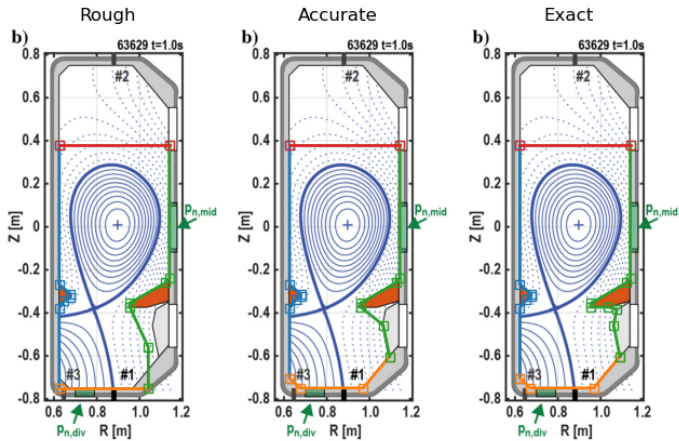 Rough
Accurate
Exact
b)
63629 t=1.0s
0.8
0.6
0.4
0.2
0
-0.2
-0.4
-0.6
-0.8
Z [m]
#2
#3
#1
p_n,mid
p_n,div
0.6
0.8
1.0
1.2
R [m]
b)
63629 t=1.0s
0.8
0.6
0.4
0.2
0
-0.2
-0.4
-0.6
-0.8
Z [m]
#2
#3
#1
p_n,mid
p_n,div
0.6
0.8
1.0
1.2
R [m]
b)
63629 t=1.0s
0.8
0.6
0.4
0.2
0
-0.2
-0.4
-0.6
-0.8
Z [m]
#2
#3
#1
p_n,mid
p_n,div
0.6
0.8
1.0
1.2
R [m]